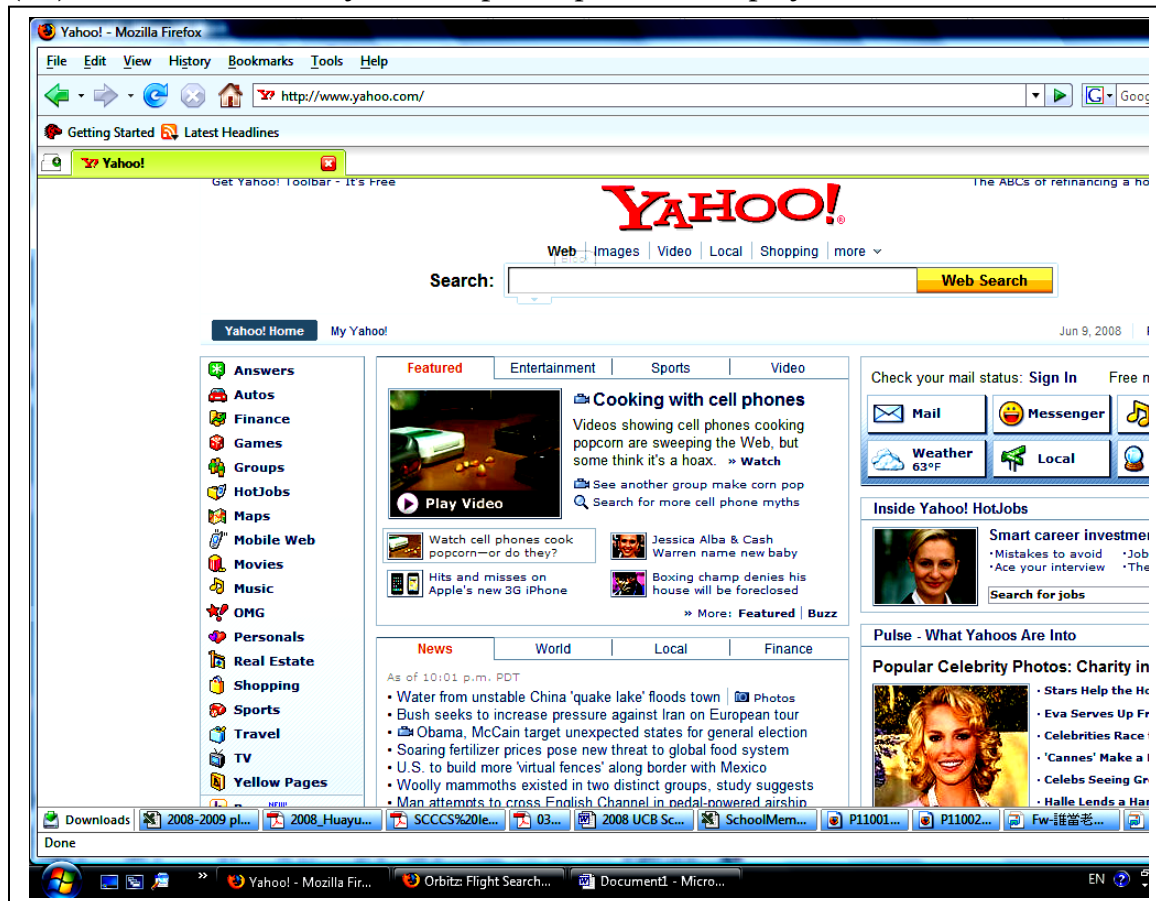 Yahoo! - Mozilla Firefox
File Edit View History Bookmarks Tools Help
http://www.yahoo.com/
Goog
Getting Started Latest Headlines
Yahoo!
Get Yahoo! Toolbar - It's Free
The ABCs of refinancing a ho
YAHOO!
Web Images Video Local Shopping more
Search: Web Search
Yahoo! Home My Yahoo!
Jun 9, 2008
Answers
Autos
Finance
Games
Groups
HotJobs
Maps
Mobile Web
Movies
Music
OMG
Personals
Real Estate
Shopping
Sports
Travel
TV
Yellow Pages
Featured Entertainment Sports Video
Cooking with cell phones
Videos showing cell phones cooking
popcorn are sweeping the Web, but
some think it's a hoax. » Watch
See another group make corn pop
Search for more cell phone myths
Play Video
Watch cell phones cook
popcorn—or do they?
Jessica Alba & Cash
Warren name new baby
Hits and misses on
Apple's new 3G iPhone
Boxing champ denies his
house will be foreclosed
» More: Featured | Buzz
News World Local Finance
As of 10:01 p.m. PDT
• Water from unstable China 'quake lake' floods town | Photos
• Bush seeks to increase pressure against Iran on European tour
• Obama, McCain target unexpected states for general election
• Soaring fertilizer prices pose new threat to global food system
• U.S. to build more 'virtual fences' along border with Mexico
• Woolly mammoths existed in two distinct groups, study suggests
• Man attempts to cross English Channel in pedal-powered airship
Check your mail status: Sign In Free
Mail Messenger
Weather
63°F
Local
Inside Yahoo! HotJobs
Smart career investme
·Mistakes to avoid ·Job
·Ace your interview ·The
Search for jobs
Pulse - What Yahoos Are Into
Popular Celebrity Photos: Charity in
· Stars Help the Ho
· Eva Serves Up Fr
· Celebrities Race
· 'Cannes' Make a
· Celebs Seeing Gr
· Halle Lends a Har
Downloads 2008-2009 pl... 2008_Huayu... SCCCS%20le... 03... 2008 UCB Sc... SchoolMem... P11001... P11002... Fw-誰當老...
Done
» Yahoo! - Mozilla Fir... Orbitz: Flight Search... Document1 - Micro... EN